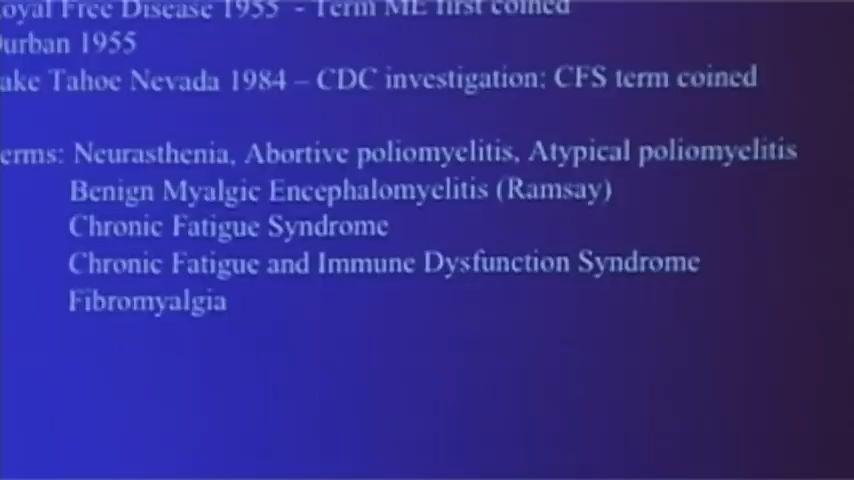 oyal Free Disease 1955 - Term ME first coined
urban 1955
ake Tahoe Nevada 1984 – CDC investigation: CFS term coined
erms: Neurasthenia, Abortive poliomyelitis, Atypical poliomyelitis
Benign Myalgic Encephalomyelitis (Ramsay)
Chronic Fatigue Syndrome
Chronic Fatigue and Immune Dysfunction Syndrome
Fibromyalgia